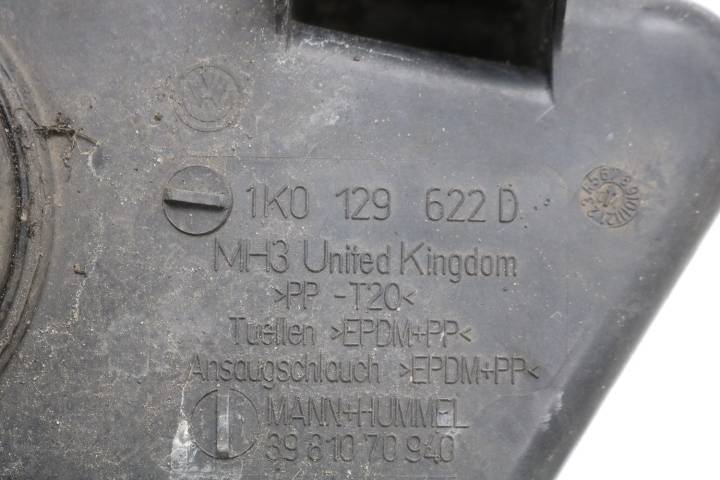 1K0 129 622 D
MH3 United Kingdom
>PP -T20<
Tuellen >EPDM+PP<
Ansaugschlauch >EPDM+PP<
MANN+HUMMEL
39 610 70 940